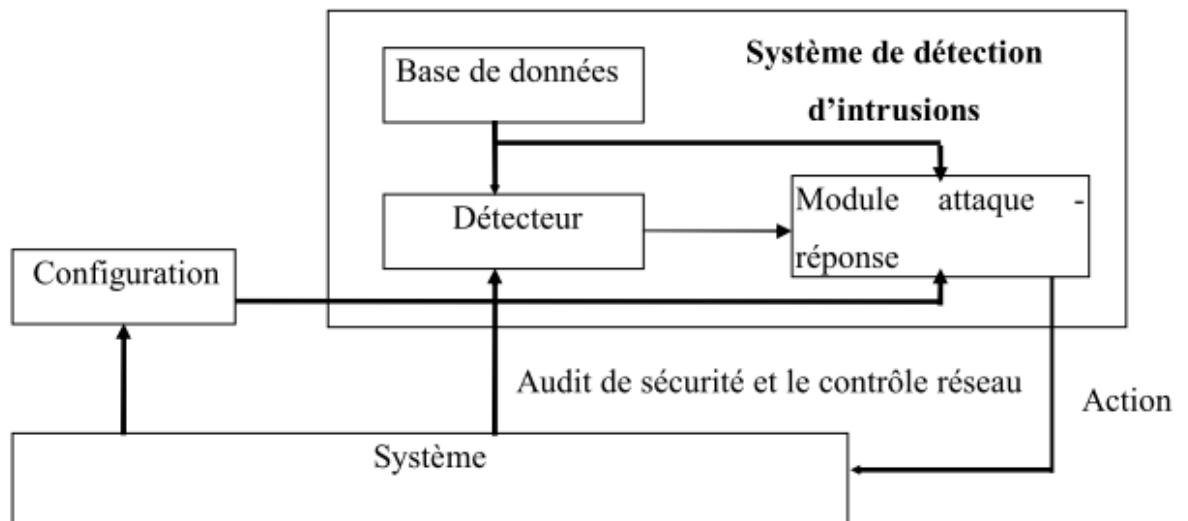 Système de détection
d'intrusions
Base de données
Détecteur
Module attaque -
réponse
Configuration
Audit de sécurité et le contrôle réseau
Action
Système